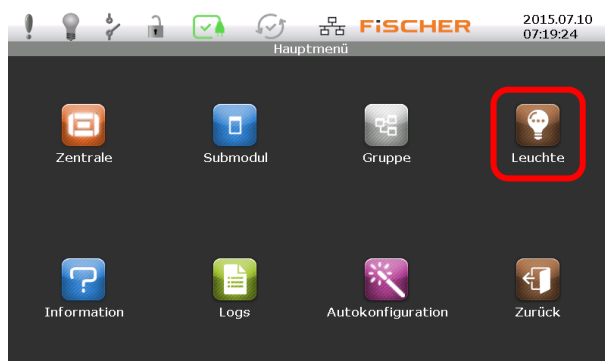 FiSCHER
2015.07.10
07:19:24
Hauptmenü
Zentrale
Submodul
Gruppe
Leuchte
Information
Logs
Autokonfiguration
Zurück